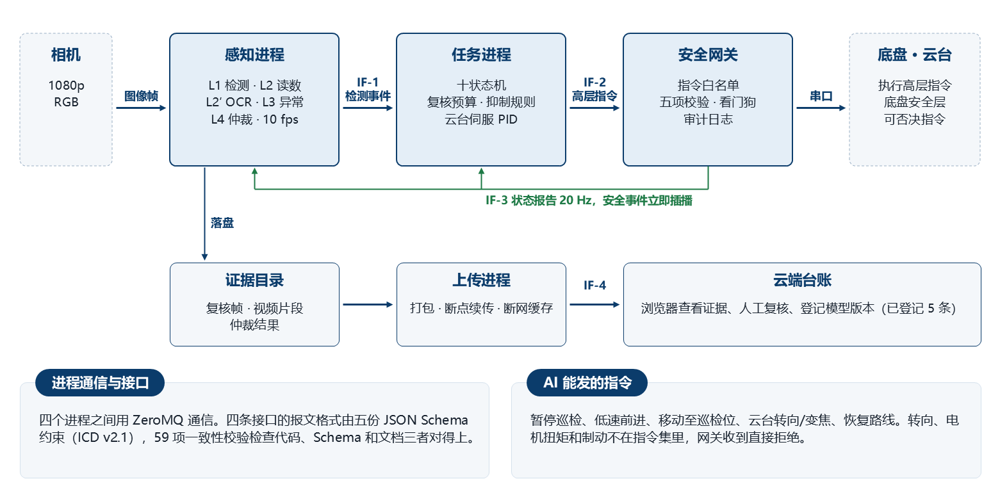 相机
1080p
RGB
图像帧
感知进程
L1 检测 · L2 读数
L2′ OCR · L3 异常
L4 仲裁 · 10 fps
IF-1
检测事件
任务进程
十状态机
复核预算 · 抑制规则
云台伺服 PID
IF-2
高层指令
安全网关
指令白名单
五项校验 · 看门狗
审计日志
串口
底盘 · 云台
执行高层指令
底盘安全层
可否决指令
IF-3 状态报告 20 Hz，安全事件立即插播
落盘
证据目录
复核帧 · 视频片段
仲裁结果
上传进程
打包 · 断点续传 · 断网缓存
IF-4
云端台账
浏览器查看证据、人工复核、登记模型版本（已登记 5 条）
进程通信与接口
四个进程之间用 ZeroMQ 通信。四条接口的报文格式由五份 JSON Schema
约束（ICD v2.1），59 项一致性校验检查代码、Schema 和文档三者对得上。
AI 能发的指令
暂停巡检、低速前进、移动至巡检位、云台转向/变焦、恢复路线。转向、电
机扭矩和制动不在指令集里，网关收到直接拒绝。